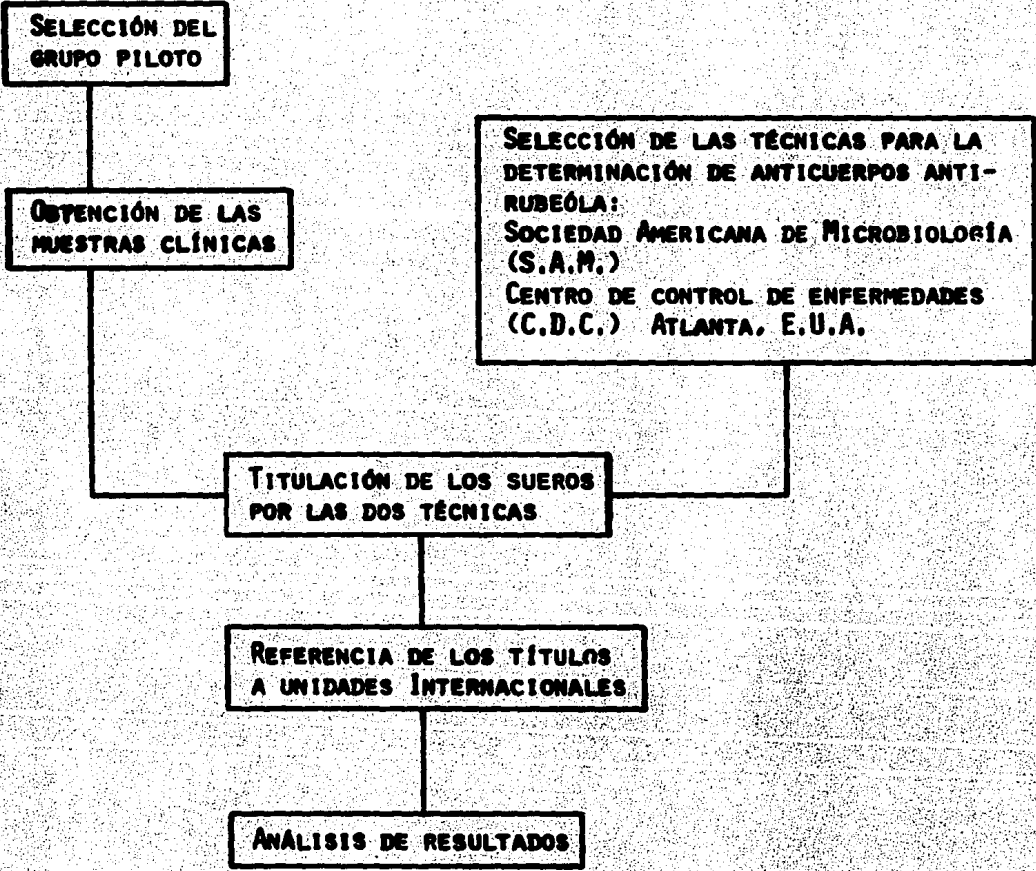 SELECCIÓN DEL
GRUPO PILOTO
OBTENCIÓN DE LAS
MUESTRAS CLÍNICAS
SELECCIÓN DE LAS TÉCNICAS PARA LA
DETERMINACIÓN DE ANTICUERPOS ANTI-
RUBEÓLA:
SOCIEDAD AMERICANA DE MICROBIOLOGÍA
(S.A.M.)
CENTRO DE CONTROL DE ENFERMEDADES
(C.D.C.) ATLANTA, E.U.A.
TITULACIÓN DE LOS SUEROS
POR LAS DOS TÉCNICAS
REFERENCIA DE LOS TÍTULOS
A UNIDADES INTERNACIONALES
ANÁLISIS DE RESULTADOS